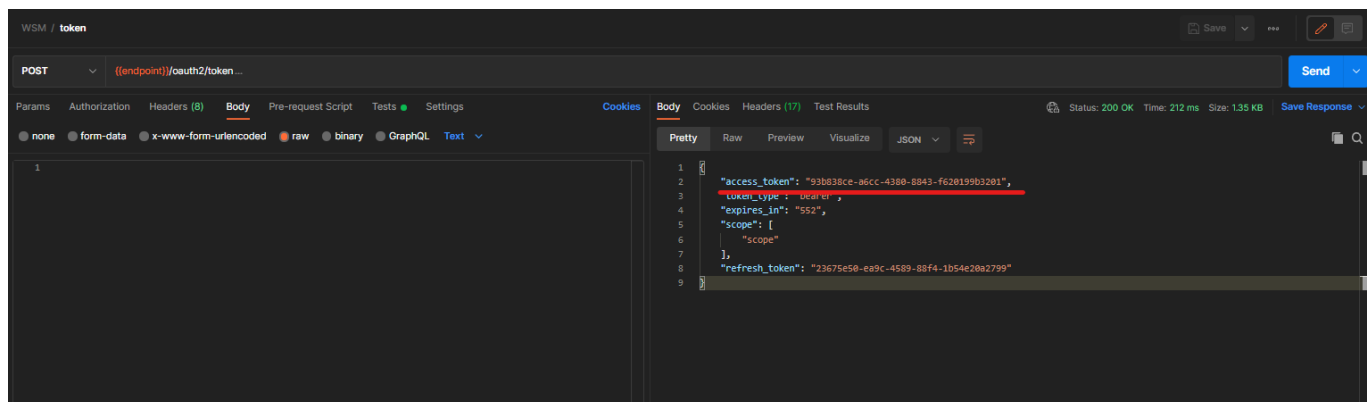 WSM / token
Save
POST {{endpoint}}/oauth2/token...
Send
Params Authorization Headers (8) Body Pre-request Script Tests Settings Cookies
none form-data x-www-form-urlencoded raw binary GraphQL Text
1
Body Cookies Headers (17) Test Results Status: 200 OK Time: 212 ms Size: 1.35 KB Save Response
Pretty Raw Preview Visualize JSON
1 {
2 "access_token": "93b838ce-a6cc-4380-8843-f620199b3201",
3 "token_type": "bearer",
4 "expires_in": "552",
5 "scope": [
6 "scope"
7 ],
8 "refresh_token": "23675e50-ea9c-4589-88f4-1b54e20a2799"
9 }